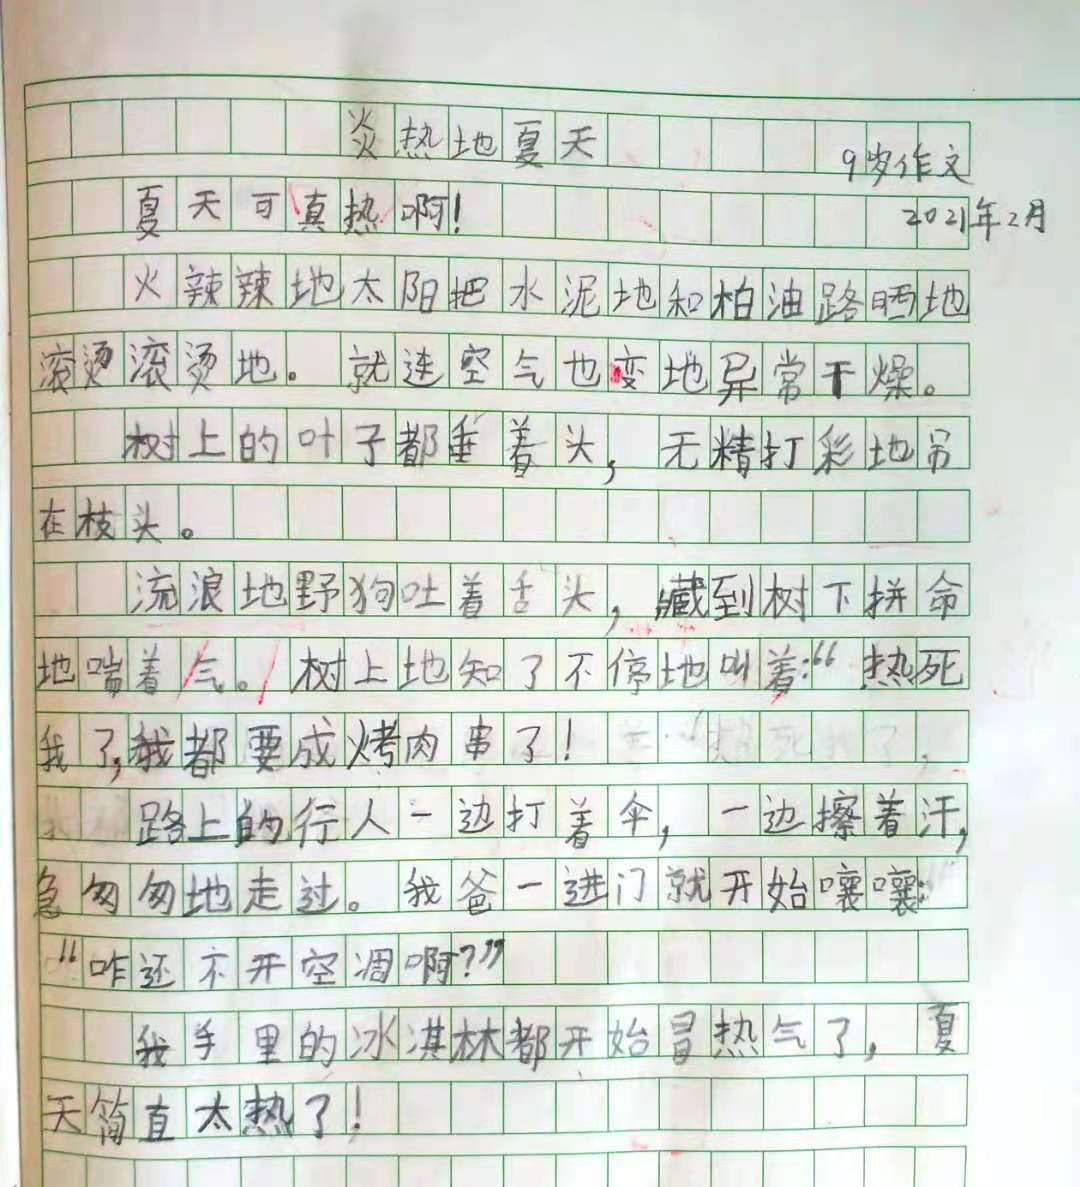 炎热地夏天
9岁作文
2021年2月
夏天可真热啊!
火辣辣地太阳把水泥地和柏油路晒地
滚烫滚烫地。就连空气也变地异常干燥。
树上的叶子都垂着头,无精打彩地吊
在枝头。
流浪地野狗吐着舌头,藏到树下拼命
地喘着气。树上地知了不停地叫着:“热死
我了,我都要成烤肉串了!
路上的行人一边打着伞,一边擦着汗,
急匆匆地走过。我爸一进门就开始嚷嚷:
“咋还不开空凋啊?”
我手里的冰淇林都开始冒热气了,夏
天简直太热了!